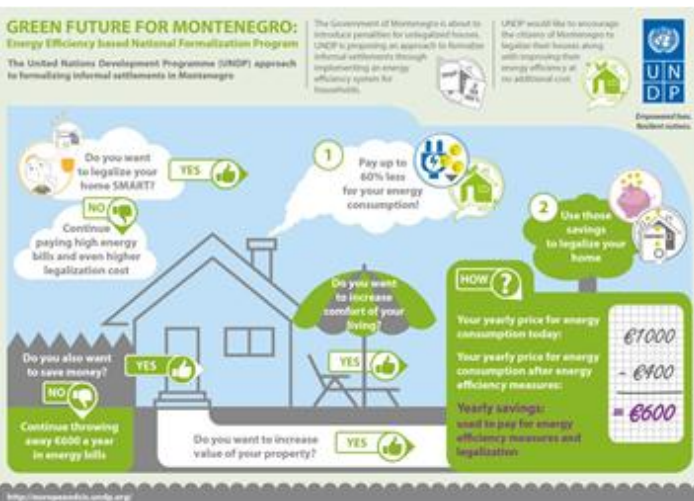 GREEN FUTURE FOR MONTENEGRO:
Energy Efficiency based National Formalization Program
The United Nations Development Programme (UNDP) approach
to formalizing informal settlements in Montenegro
The Government of Montenegro is about to
introduce penalties for unlegalized houses.
UNDP is proposing an approach to formalize
informal settlements through
implementing an energy
efficiency system for
households.
UNDP would like to encourage
the citizens of Montenegro to
legalize their houses along
with improving their
energy efficiency at
no additional cost.
U N
D P
Empowered lives.
Resilient nations.
Do you want
to legalize your
home SMART?
YES
NO
Continue
paying high energy
bills and even higher
legalization cost
1
Pay up to
60% less
for your energy
consumption!
2
Use those
savings
to legalize your
home
Do you want
to increase
comfort of your
living?
YES
Do you also want
to save money?
YES
NO
Continue throwing
away €600 a year
in energy bills
Do you want to increase
value of your property?
YES
HOW ?
Your yearly price for energy
consumption today:
€1000
Your yearly price for energy
consumption after energy
efficiency measures:
- €400
Yearly savings:
used to pay for energy
efficiency measures and
legalization
= €600
http://europeandcis.undp.org/